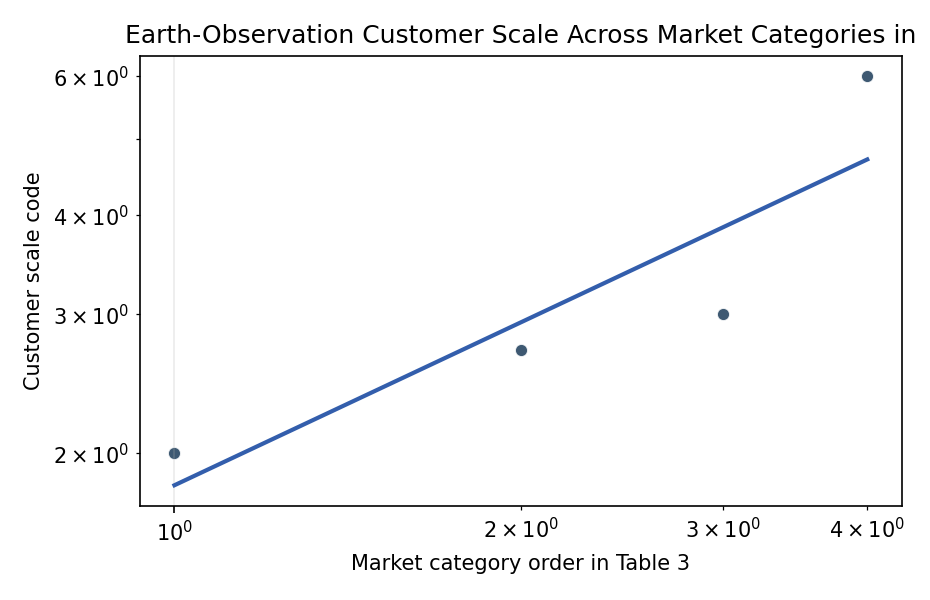 Earth-Observation Customer Scale Across Market Categories in
6 × 10⁰
4 × 10⁰
3 × 10⁰
2 × 10⁰
Customer scale code
10⁰
2 × 10⁰
3 × 10⁰
4 × 10⁰
Market category order in Table 3